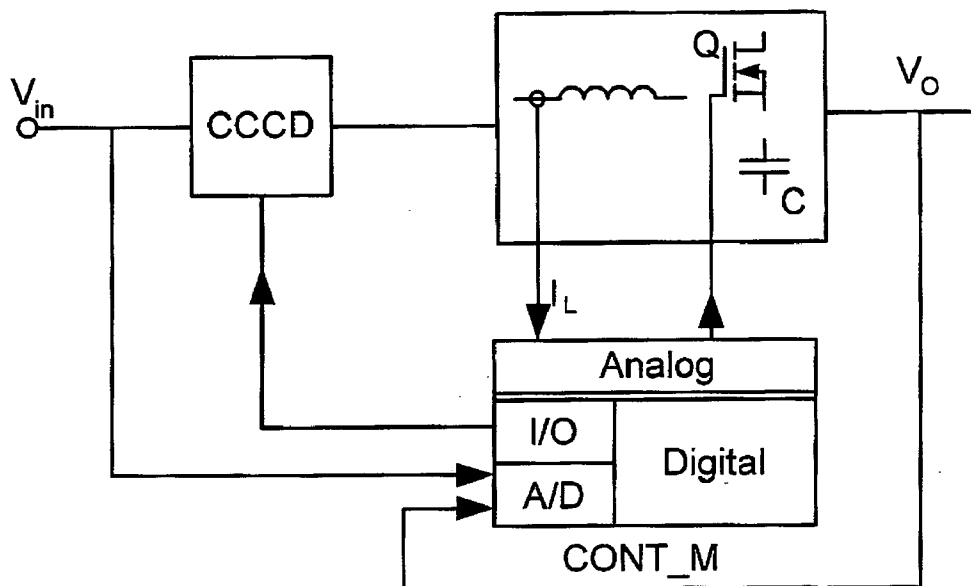 Q
V_O
V_in
CCCD
C
I_L
Analog
I/O
Digital
A/D
CONT_M